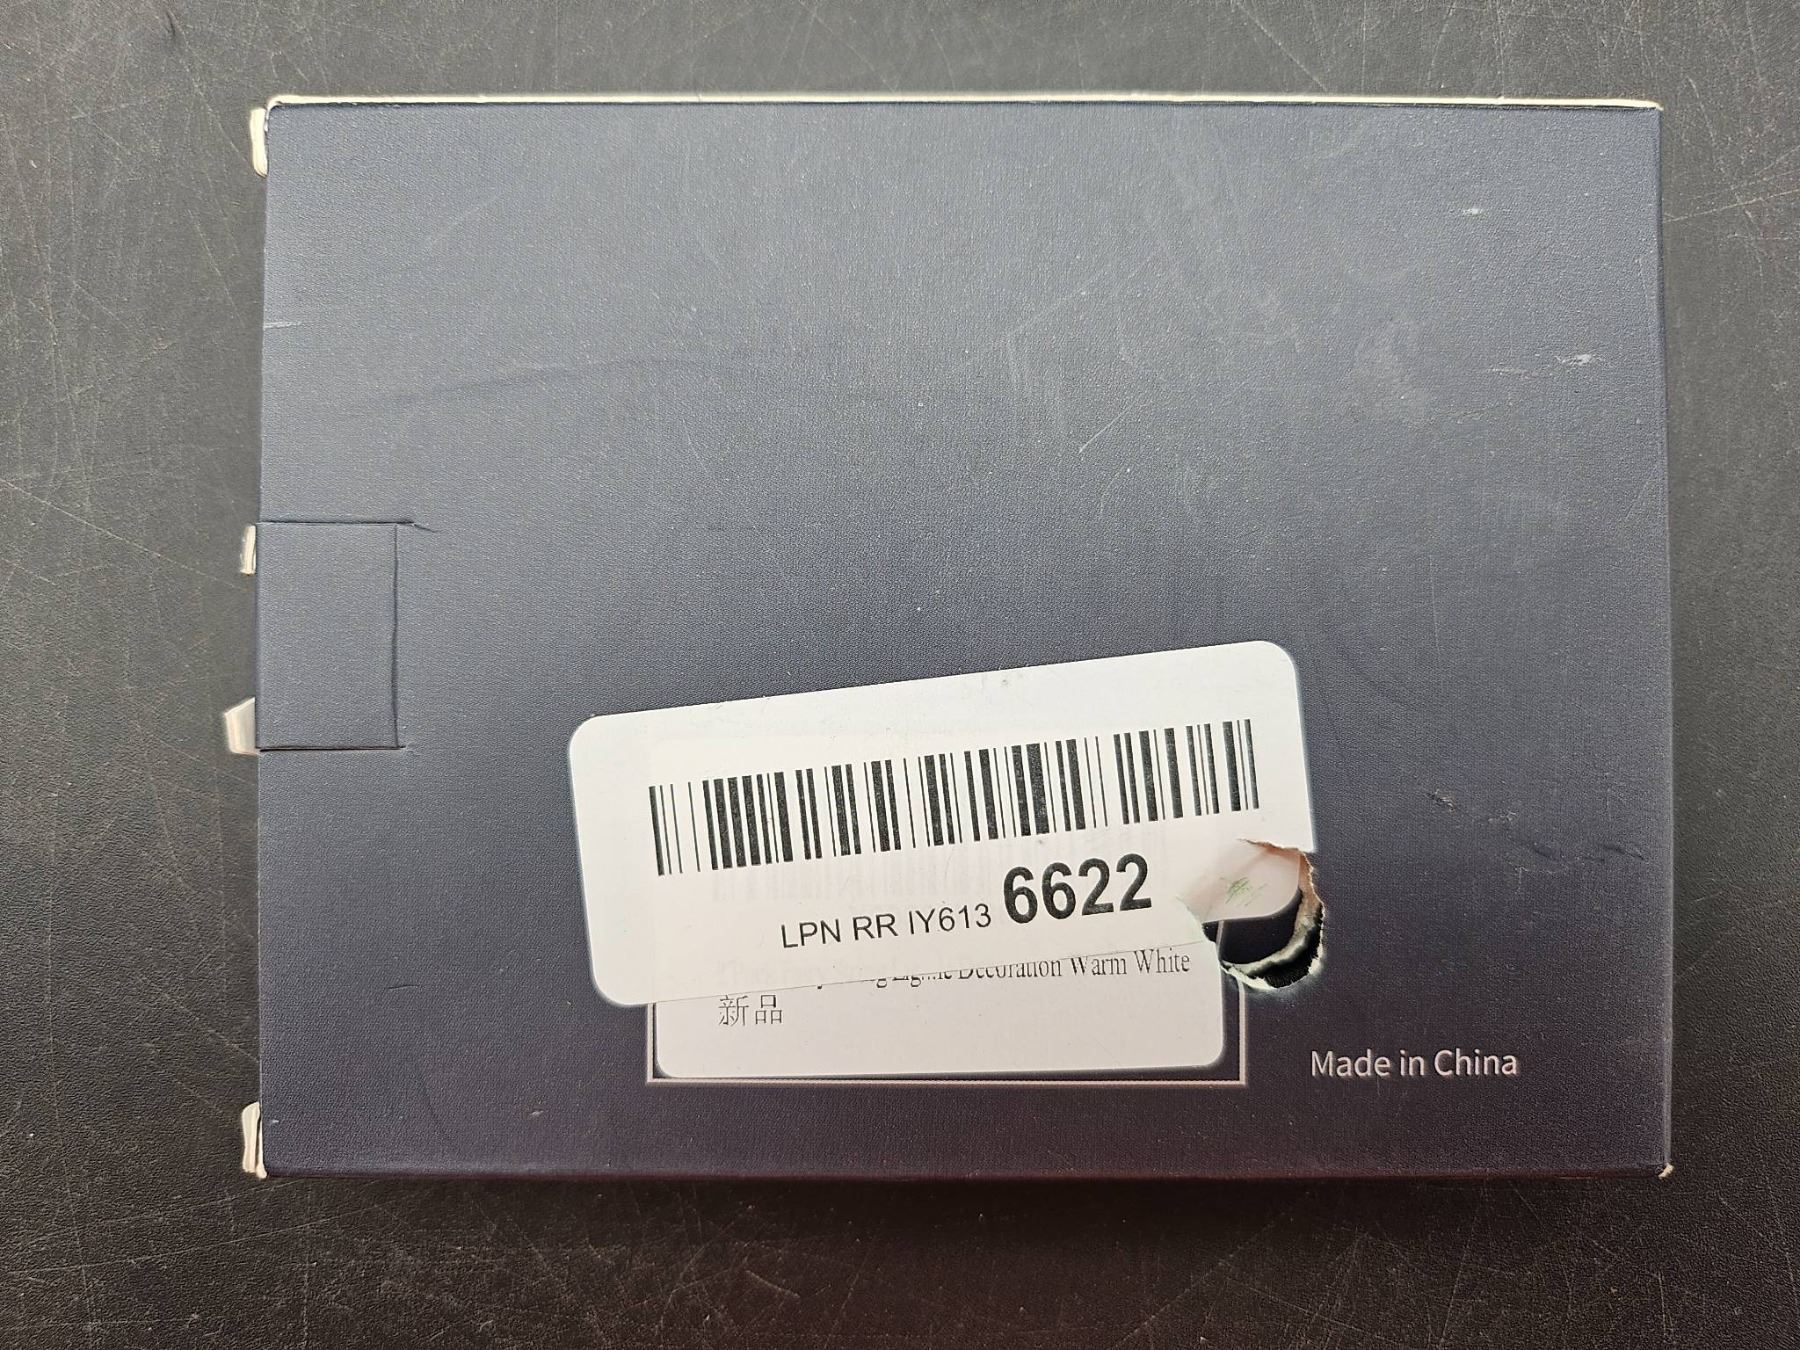 LPN RR IY613 6622
Decoration Warm White
新品
Made in China